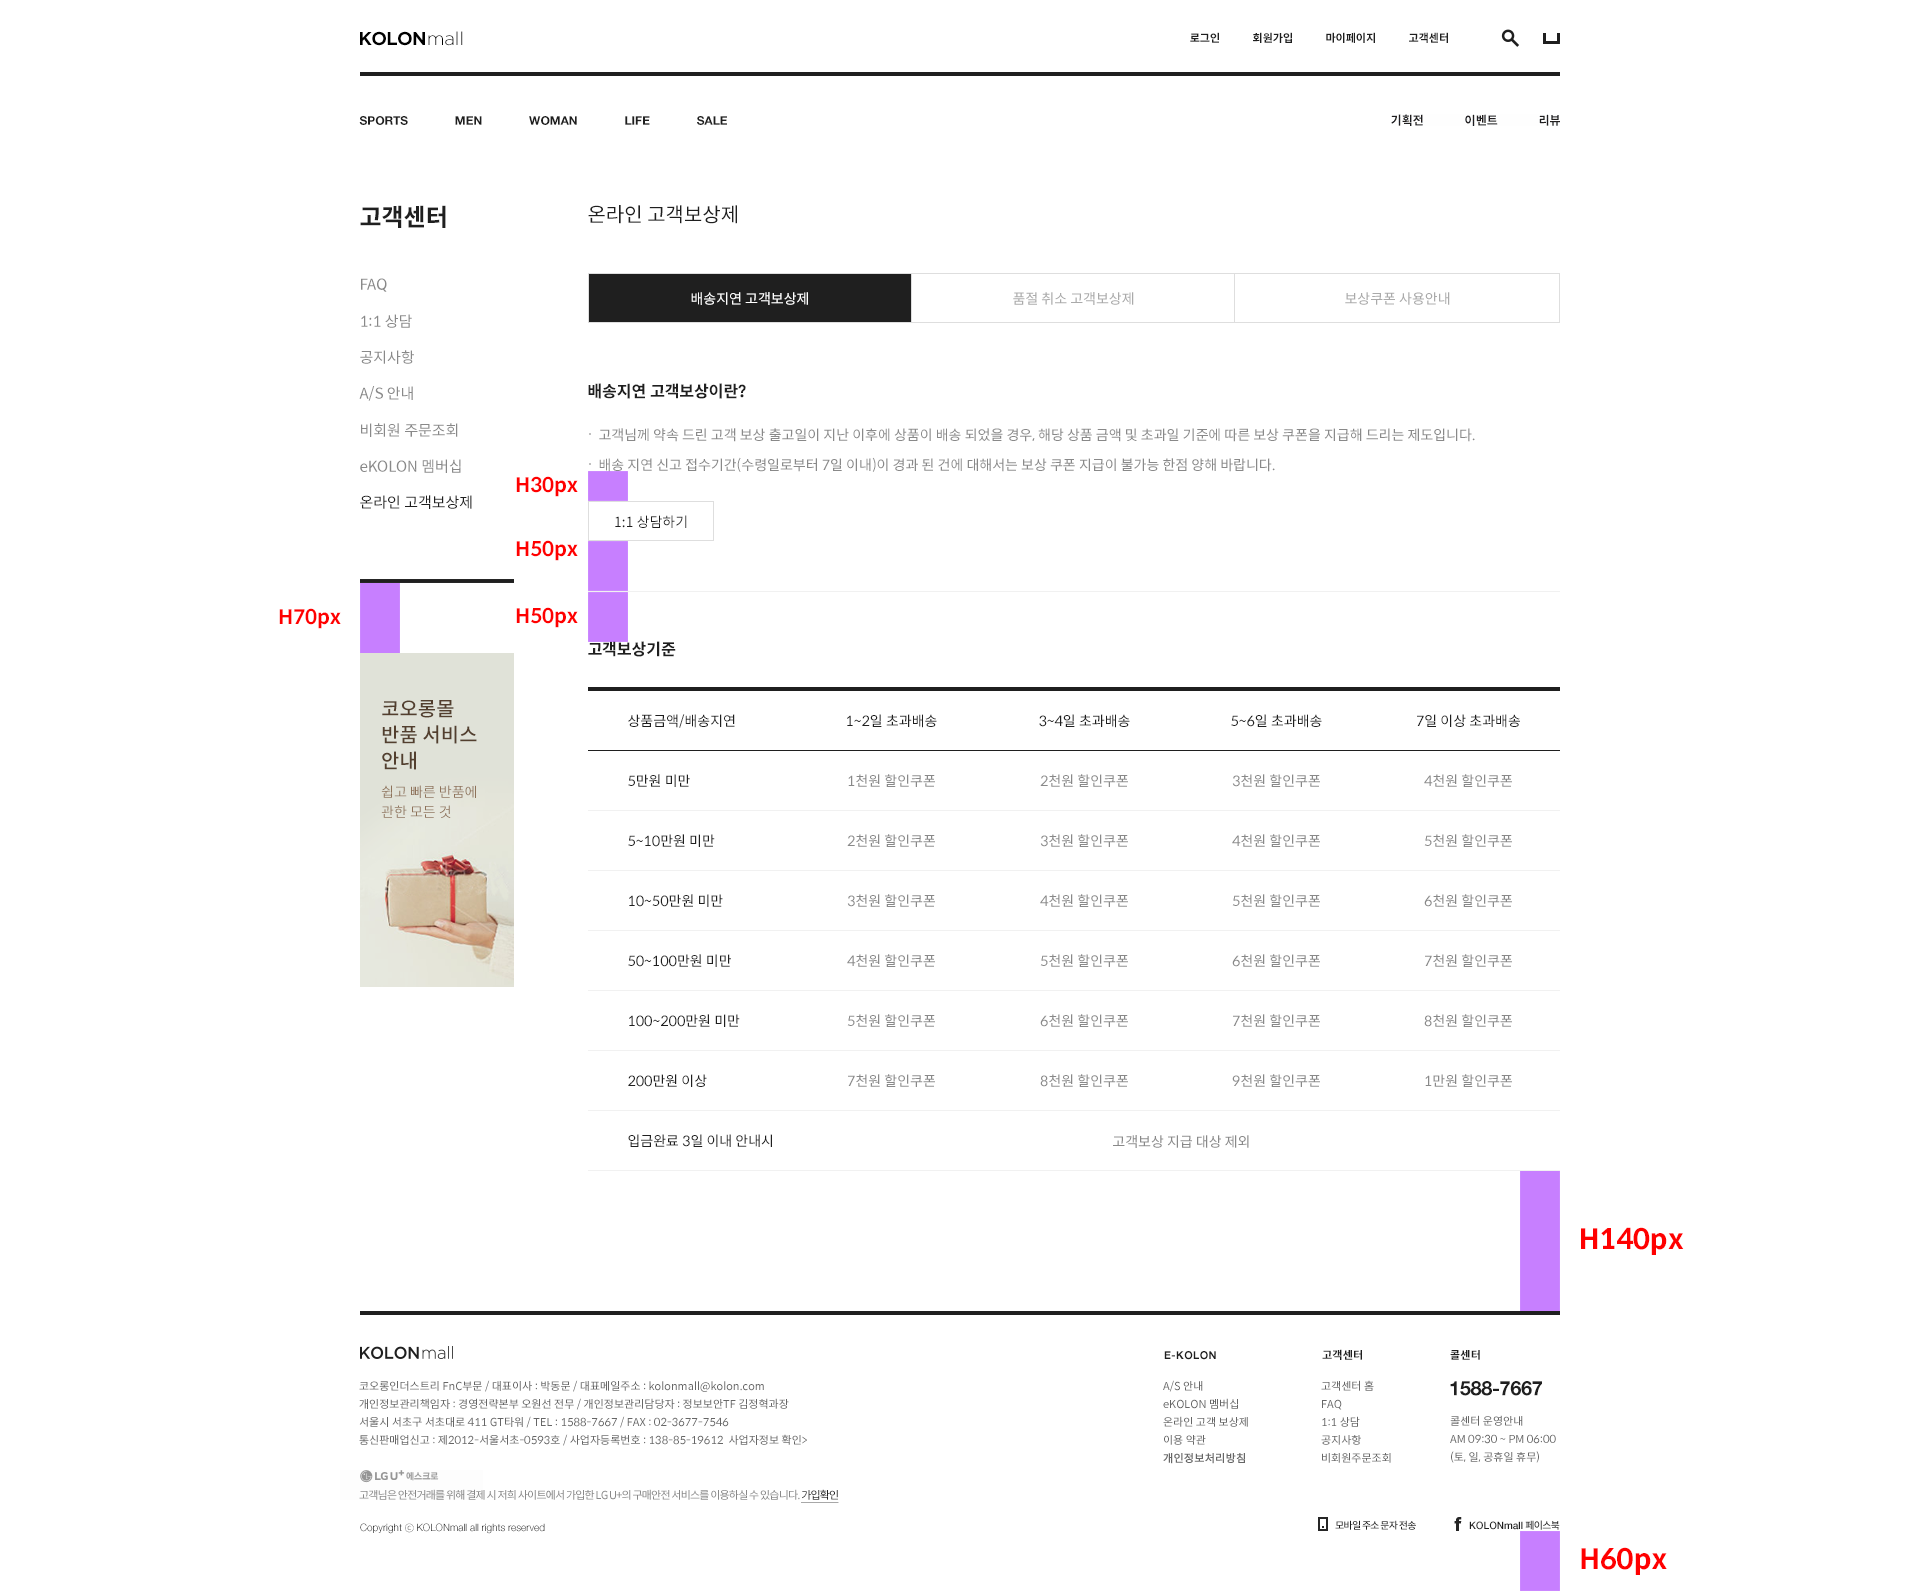 KOLONmall
로그인 회원가입 마이페이지 고객센터
SPORTS MEN WOMAN LIFE SALE
기획전 이벤트 리뷰
고객센터
FAQ
1:1 상담
공지사항
A/S 안내
비회원 주문조회
eKOLON 멤버십
온라인 고객보상제
H70px
코오롱몰
반품 서비스
안내
쉽고 빠른 반품에
관한 모든 것
온라인 고객보상제
배송지연 고객보상제 품절 취소 고객보상제 보상쿠폰 사용안내
배송지연 고객보상이란?
· 고객님께 약속 드린 고객 보상 출고일이 지난 이후에 상품이 배송 되었을 경우, 해당 상품 금액 및 초과일 기준에 따른 보상 쿠폰을 지급해 드리는 제도입니다.
· 배송 지연 신고 접수기간(수령일로부터 7일 이내)이 경과 된 건에 대해서는 보상 쿠폰 지급이 불가능 한점 양해 바랍니다.
H30px
1:1 상담하기
H50px
H50px
고객보상기준
상품금액/배송지연 1~2일 초과배송 3~4일 초과배송 5~6일 초과배송 7일 이상 초과배송
5만원 미만 1천원 할인쿠폰 2천원 할인쿠폰 3천원 할인쿠폰 4천원 할인쿠폰
5~10만원 미만 2천원 할인쿠폰 3천원 할인쿠폰 4천원 할인쿠폰 5천원 할인쿠폰
10~50만원 미만 3천원 할인쿠폰 4천원 할인쿠폰 5천원 할인쿠폰 6천원 할인쿠폰
50~100만원 미만 4천원 할인쿠폰 5천원 할인쿠폰 6천원 할인쿠폰 7천원 할인쿠폰
100~200만원 미만 5천원 할인쿠폰 6천원 할인쿠폰 7천원 할인쿠폰 8천원 할인쿠폰
200만원 이상 7천원 할인쿠폰 8천원 할인쿠폰 9천원 할인쿠폰 1만원 할인쿠폰
입금완료 3일 이내 안내시 고객보상 지급 대상 제외
H140px
KOLONmall
코오롱인더스트리 FnC부문 / 대표이사 : 박동문 / 대표메일주소 : kolonmall@kolon.com
개인정보관리책임자 : 경영전략본부 오원선 전무 / 개인정보관리담당자 : 정보보안TF 김정혁과장
서울시 서초구 서초대로 411 GT타워 / TEL : 1588-7667 / FAX : 02-3677-7546
통신판매업신고 : 제2012-서울서초-0593호 / 사업자등록번호 : 138-85-19612 사업자정보 확인>
LG U+ 에스크로
고객님은 안전거래를 위해 결제 시 저희 사이트에서 가입한 LG U+의 구매안전 서비스를 이용하실 수 있습니다. 가입확인
Copyright ⓒ KOLONmall all rights reserved
E-KOLON
A/S 안내
eKOLON 멤버십
온라인 고객 보상제
이용 약관
개인정보처리방침
고객센터
고객센터 홈
FAQ
1:1 상담
공지사항
비회원주문조회
콜센터
1588-7667
콜센터 운영안내
AM 09:30 ~ PM 06:00
(토, 일, 공휴일 휴무)
모바일 주소 문자 전송
KOLONmall 페이스북
H60px